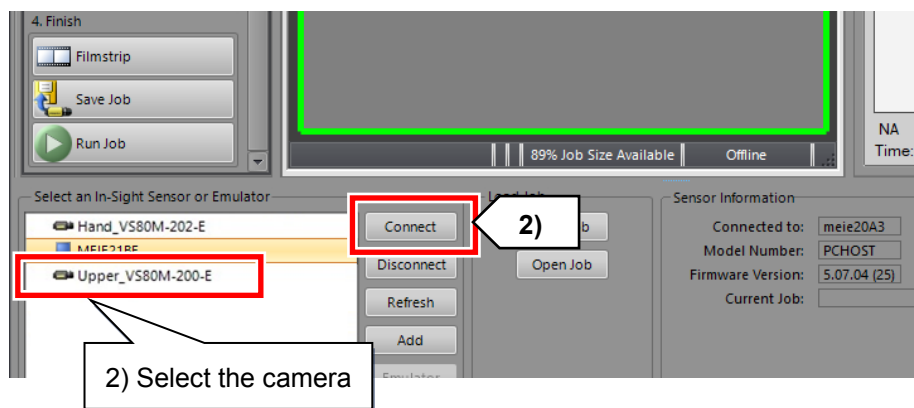 4. Finish
Filmstrip
Save Job
Run Job
89% Job Size Available
Offline
NA
Time:
Select an In-Sight Sensor or Emulator
Hand_VS80M-202-E
Upper_VS80M-200-E
Connect
Disconnect
Refresh
Add
Emulator
2)
2) Select the camera
Load Job
b
Open Job
Sensor Information
Connected to: meie20A3
Model Number: PCHOST
Firmware Version: 5.07.04 (25)
Current Job: